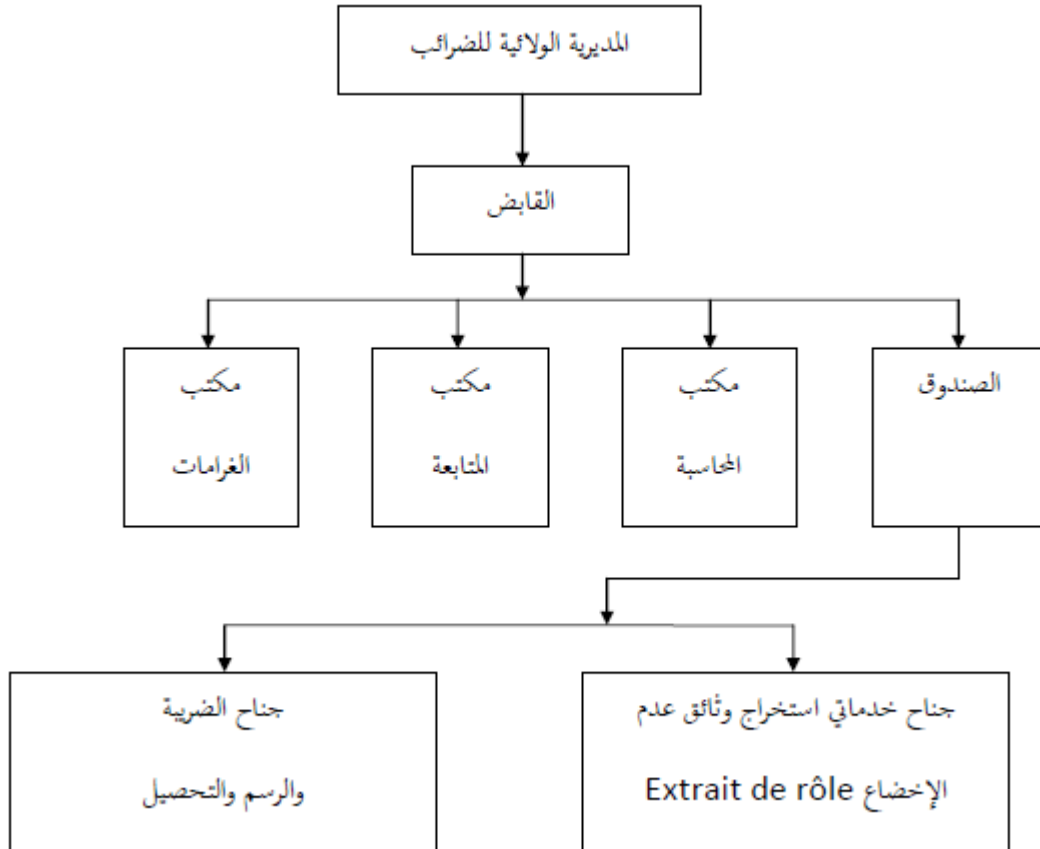 المديرية الولائية للضرائب
القابض
الصندوق
مكتب
المحاسبة
مكتب
المتابعة
مكتب
الغرامات
جناح خدماتي استخراج وثائق عدم
الإخضاع Extrait de rôle
جناح الضريبة
والرسم والتحصيل